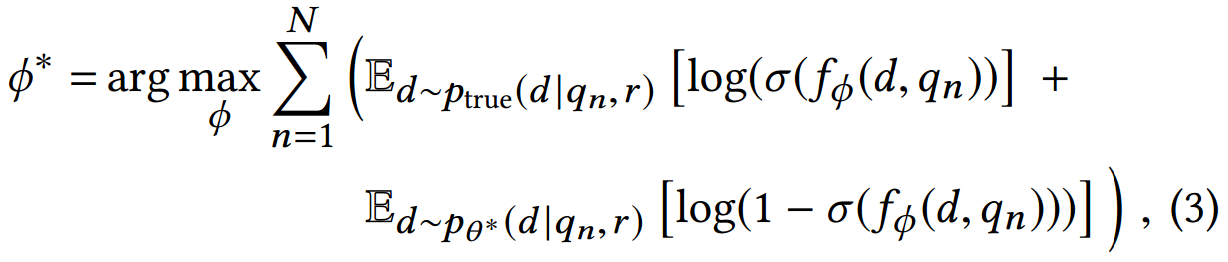 ϕ* = arg max_ϕ ∑_{n=1}^{N} ( 𝔼_{d∼p_true(d|q_n,r)} [log(σ(f_ϕ(d,q_n))] +
𝔼_{d∼p_θ*(d|q_n,r)} [log(1 − σ(f_ϕ(d,q_n)))] ) , (3)